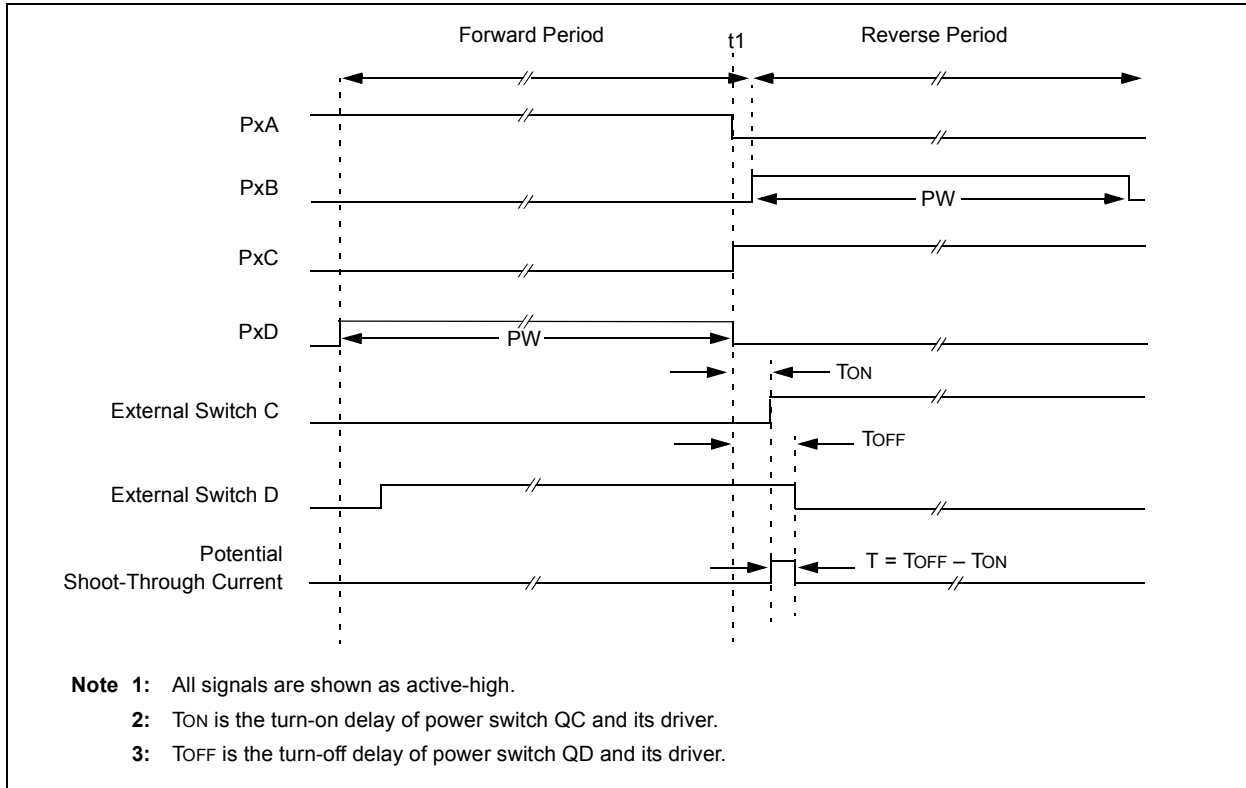 Forward Period t1 Reverse Period
PxA
PxB
PW
PxC
PxD
PW
TON
External Switch C
TOFF
External Switch D
Potential
Shoot-Through Current
T = TOFF – TON
Note 1: All signals are shown as active-high.
2: TON is the turn-on delay of power switch QC and its driver.
3: TOFF is the turn-off delay of power switch QD and its driver.